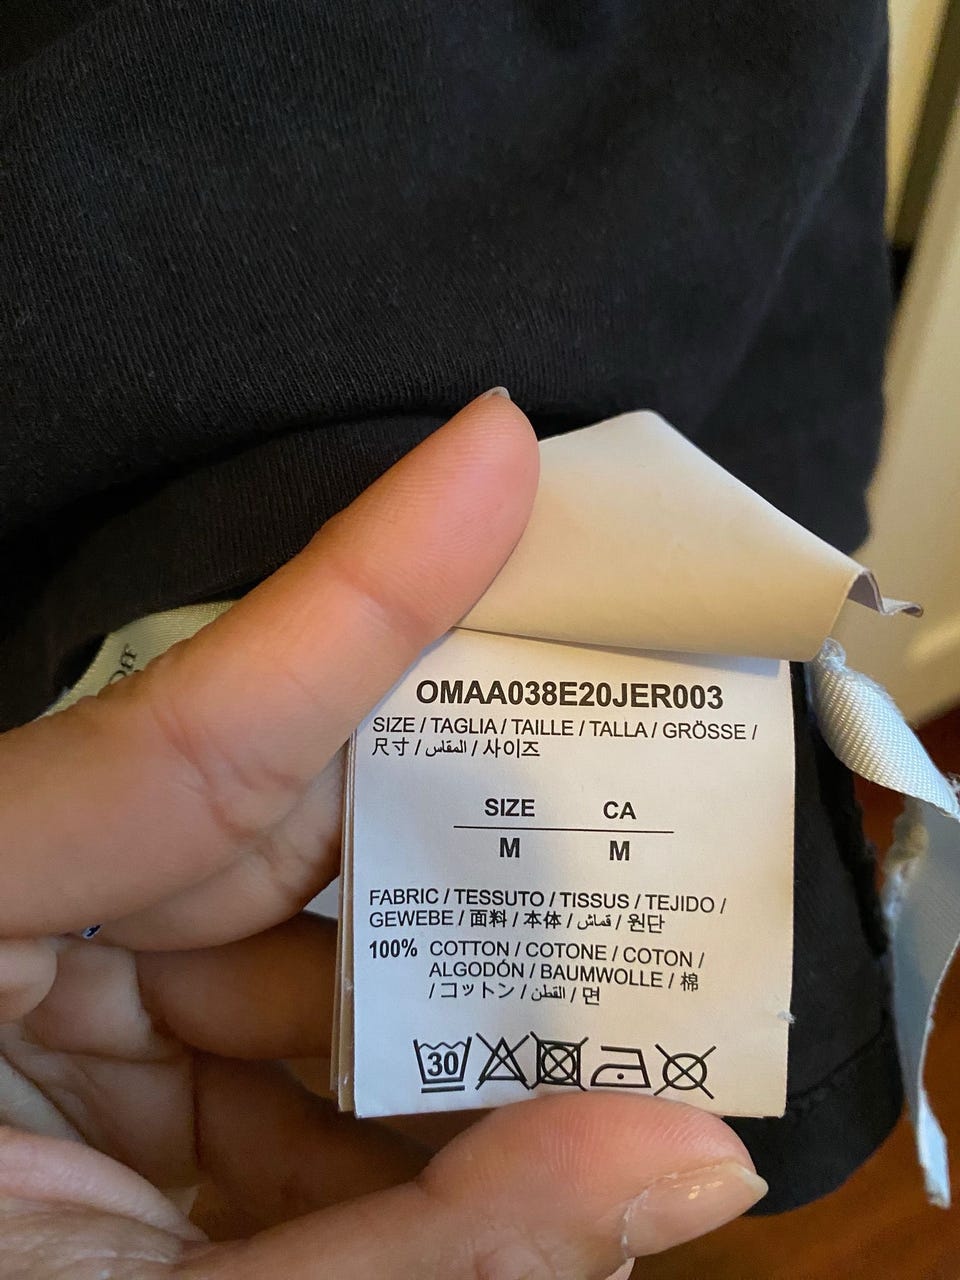 OFF
OMAA038E20JER003
SIZE / TAGLIA / TAILLE / TALLA / GRÖSSE /
尺寸 / المقاس / 사이즈
SIZE CA
M M
FABRIC / TESSUTO / TISSUS / TEJIDO /
GEWEBE / 面料 / 本体 / قماش / 원단
100% COTTON / COTONE / COTON /
ALGODÓN / BAUMWOLLE / 棉
/ コットン / القطن / 면
30